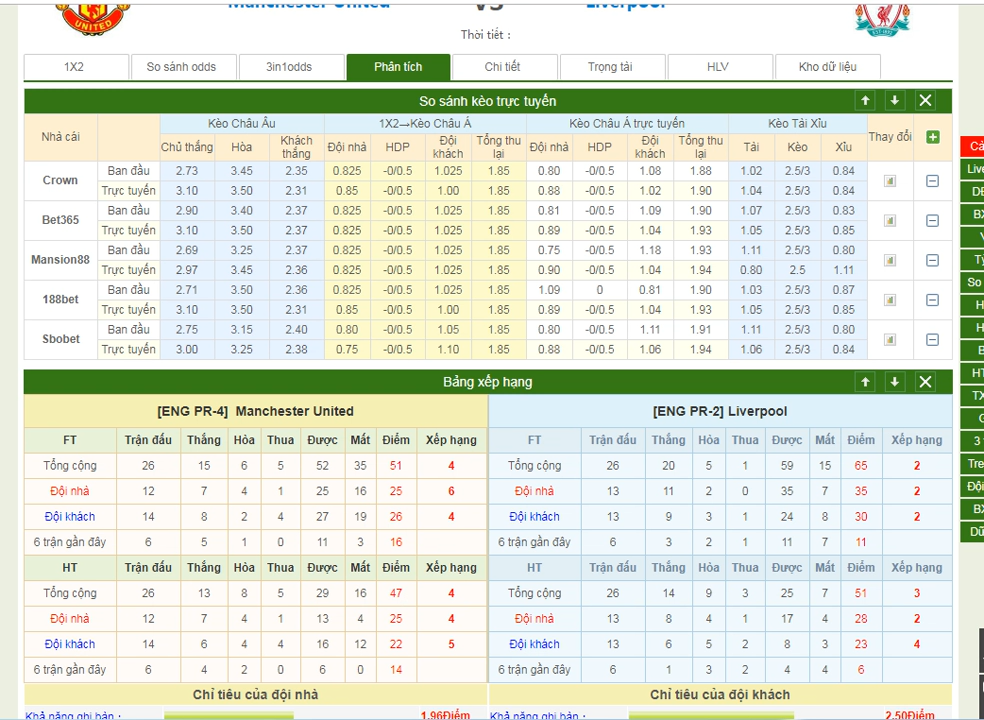 Manchester United VS Liverpool
UNITED
Thời tiết :
1X2 So sánh odds 3in1odds Phân tích Chi tiết Trọng tài HLV Kho dữ liệu
So sánh kèo trực tuyến
Nhà cái Kèo Châu Âu 1X2→Kèo Châu Á Kèo Châu Á trực tuyến Kèo Tài Xỉu Thay đổi
Chủ thắng Hòa Khách thắng Đội nhà HDP Đội khách Tổng thu lại Đội nhà HDP Đội khách Tổng thu lại Tài Kèo Xỉu
Crown Ban đầu 2.73 3.45 2.35 0.825 -0/0.5 1.025 1.85 0.80 -0/0.5 1.08 1.88 1.02 2.5/3 0.84
Trực tuyến 3.10 3.50 2.31 0.85 -0/0.5 1.00 1.85 0.88 -0/0.5 1.02 1.90 1.04 2.5/3 0.84
Bet365 Ban đầu 2.90 3.40 2.37 0.825 -0/0.5 1.025 1.85 0.81 -0/0.5 1.09 1.90 1.07 2.5/3 0.83
Trực tuyến 3.10 3.50 2.37 0.825 -0/0.5 1.025 1.85 0.89 -0/0.5 1.04 1.93 1.05 2.5/3 0.85
Mansion88 Ban đầu 2.69 3.25 2.37 0.825 -0/0.5 1.025 1.85 0.75 -0/0.5 1.18 1.93 1.11 2.5/3 0.80
Trực tuyến 2.97 3.45 2.36 0.825 -0/0.5 1.025 1.85 0.90 -0/0.5 1.04 1.94 0.80 2.5 1.11
188bet Ban đầu 2.71 3.50 2.36 0.825 -0/0.5 1.025 1.85 1.09 0 0.81 1.90 1.03 2.5/3 0.87
Trực tuyến 3.10 3.50 2.31 0.85 -0/0.5 1.00 1.85 0.89 -0/0.5 1.04 1.94 1.05 2.5/3 0.85
Sbobet Ban đầu 2.75 3.15 2.40 0.80 -0/0.5 1.05 1.85 0.80 -0/0.5 1.11 1.91 1.11 2.5/3 0.80
Trực tuyến 3.00 3.25 2.38 0.75 -0/0.5 1.10 1.85 0.88 -0/0.5 1.06 1.94 1.06 2.5/3 0.84
Bảng xếp hạng
[ENG PR-4] Manchester United [ENG PR-2] Liverpool
FT Trận đấu Thắng Hòa Thua Được Mất Điểm Xếp hạng FT Trận đấu Thắng Hòa Thua Được Mất Điểm Xếp hạng
Tổng cộng 26 15 6 5 52 35 51 4 Tổng cộng 26 20 5 1 59 15 65 2
Đội nhà 12 7 4 1 25 16 25 6 Đội nhà 13 11 2 0 35 7 35 2
Đội khách 14 8 2 4 27 19 26 4 Đội khách 13 9 3 1 24 8 30 2
6 trận gần đây 6 5 1 0 11 3 16 6 trận gần đây 6 3 2 1 11 7 11
HT Trận đấu Thắng Hòa Thua Được Mất Điểm Xếp hạng HT Trận đấu Thắng Hòa Thua Được Mất Điểm Xếp hạng
Tổng cộng 26 13 8 5 29 16 47 4 Tổng cộng 26 14 9 3 25 7 51 3
Đội nhà 12 7 4 1 13 4 25 4 Đội nhà 13 8 4 1 17 4 28 2
Đội khách 14 6 4 4 16 12 22 5 Đội khách 13 6 5 2 8 3 23 4
6 trận gần đây 6 4 2 0 6 0 14 6 trận gần đây 6 1 3 2 4 4 6
Chỉ tiêu của đội nhà Chỉ tiêu của đội khách
Khả năng ghi bàn : 1.96Điểm Khả năng ghi bàn : 2.50Điểm